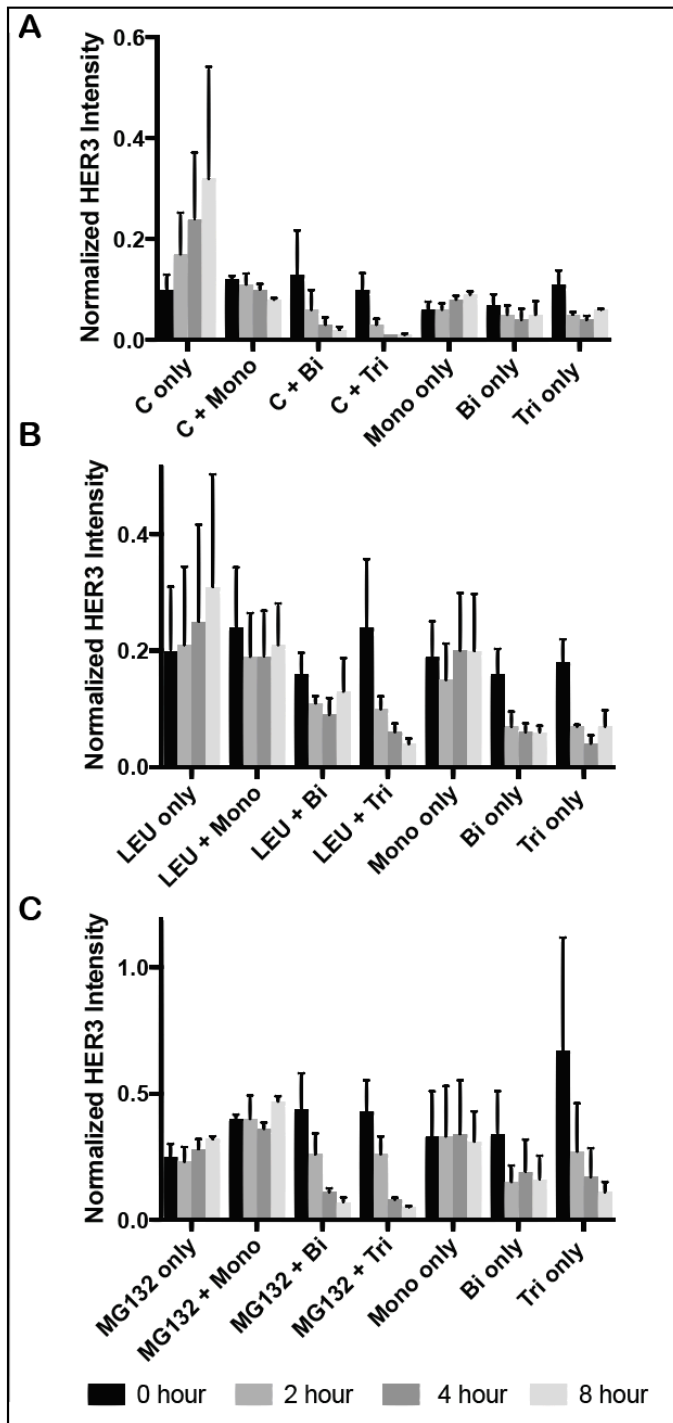 A
Normalized HER3 Intensity
0.6
0.4
0.2
0.0
C only
C + Mono
C + Bi
C + Tri
Mono only
Bi only
Tri only
B
Normalized HER3 Intensity
0.4
0.2
0.0
LEU only
LEU + Mono
LEU + Bi
LEU + Tri
Mono only
Bi only
Tri only
C
Normalized HER3 Intensity
1.0
0.5
0.0
MG132 only
MG132 + Mono
MG132 + Bi
MG132 + Tri
Mono only
Bi only
Tri only
0 hour 2 hour 4 hour 8 hour